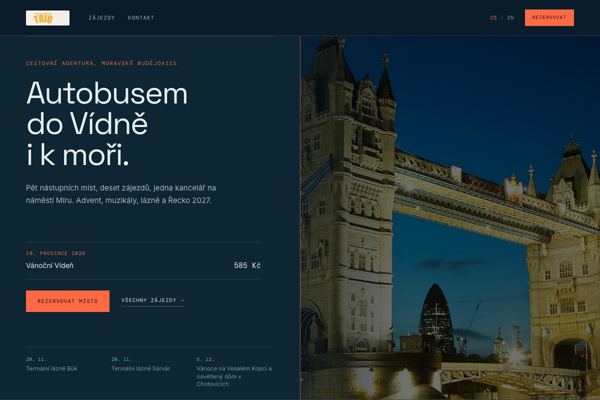 TRIO
ZÁJEZDY KONTAKT
CS / EN
REZERVOVAT
CESTOVNÍ AGENTURA, MORAVSKÉ BUDĚJOVICE
Autobusem
do Vídně
i k moři.
Pět nástupních míst, deset zájezdů, jedna kancelář na
náměstí Míru. Advent, muzikály, lázně a Řecko 2027.
19. PROSINCE 2026
Vánoční Vídeň 585 Kč
REZERVOVAT MÍSTO
VŠECHNY ZÁJEZDY →
29. 11.
Termální lázně Bük
29. 11.
Termální lázně Sárvár
5. 12.
Vánoce na Veselém Kopci a
osvětlený dům v
Chotovicích